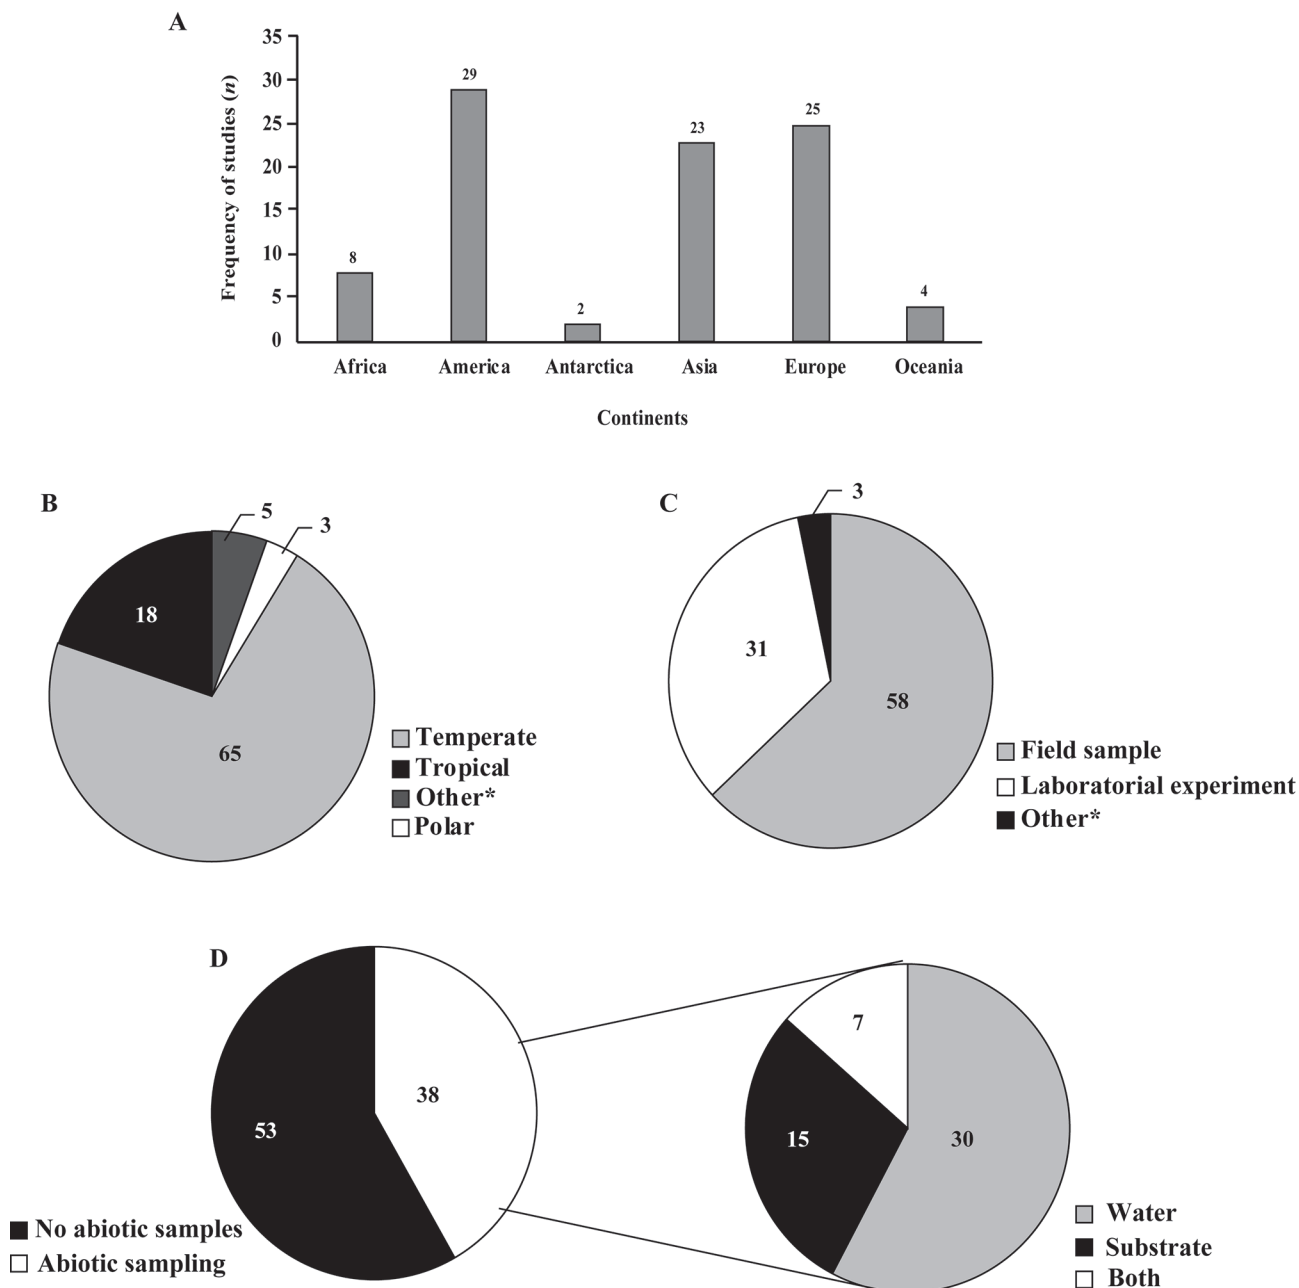 A
Frequency of studies (n)
35
30
25
20
15
10
5
0
8
29
2
23
25
4
Africa America Antarctica Asia Europe Oceania
Continents
B
5
3
18
65
Temperate
Tropical
Other*
Polar
C
3
31
58
Field sample
Laboratorial experiment
Other*
D
53
38
No abiotic samples
Abiotic sampling
7
15
30
Water
Substrate
Both